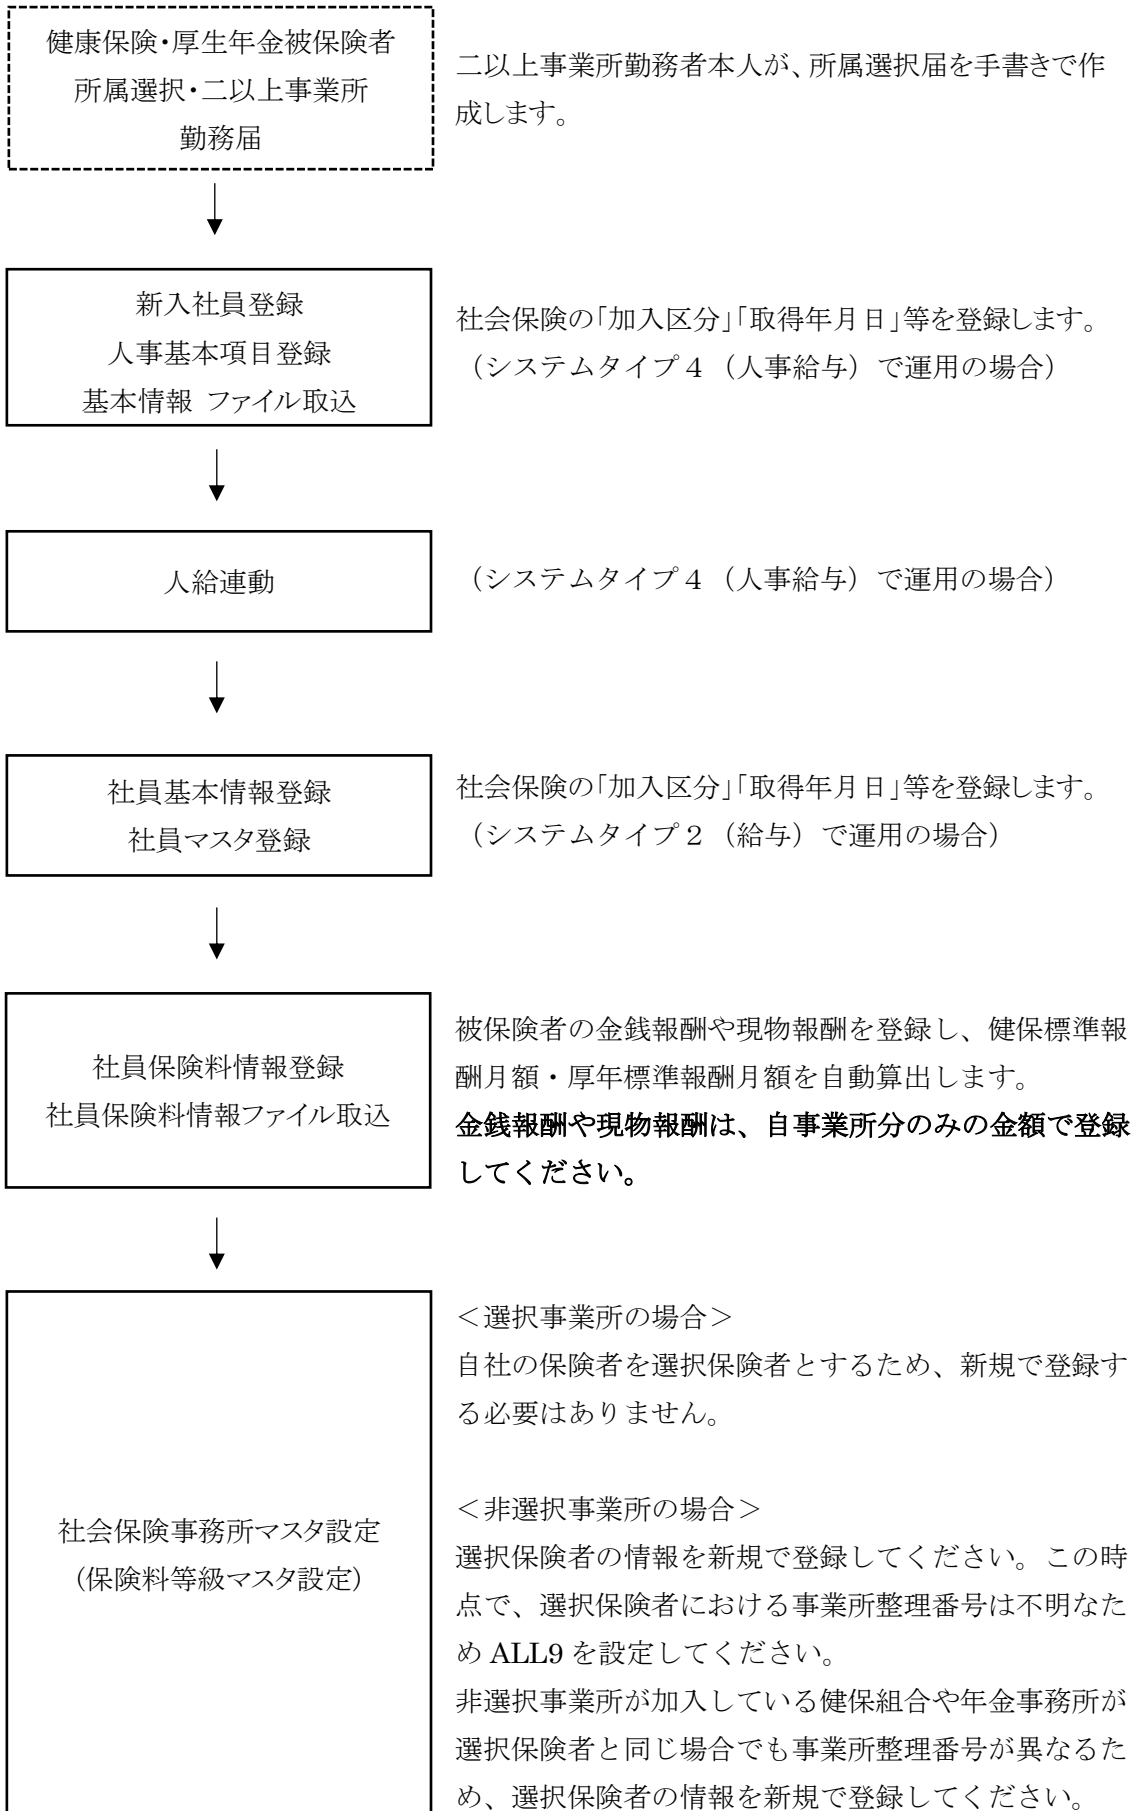 健康保険・厚生年金被保険者
所属選択・二以上事業所
勤務届
二以上事業所勤務者本人が、所属選択届を手書きで作
成します。
新入社員登録
人事基本項目登録
基本情報 ファイル取込
社会保険の「加入区分」「取得年月日」等を登録します。
（システムタイプ４（人事給与）で運用の場合）
人給連動
（システムタイプ４（人事給与）で運用の場合）
社員基本情報登録
社員マスタ登録
社会保険の「加入区分」「取得年月日」等を登録します。
（システムタイプ２（給与）で運用の場合）
社員保険料情報登録
社員保険料情報ファイル取込
被保険者の金銭報酬や現物報酬を登録し、健保標準報
酬月額・厚年標準報酬月額を自動算出します。
金銭報酬や現物報酬は、自事業所分のみの金額で登録
してください。
社会保険事務所マスタ設定
（保険料等級マスタ設定）
＜選択事業所の場合＞
自社の保険者を選択保険者とするため、新規で登録す
る必要はありません。
＜非選択事業所の場合＞
選択保険者の情報を新規で登録してください。この時
点で、選択保険者における事業所整理番号は不明なた
め ALL9 を設定してください。
非選択事業所が加入している健保組合や年金事務所が
選択保険者と同じ場合でも事業所整理番号が異なるた
め、選択保険者の情報を新規で登録してください。